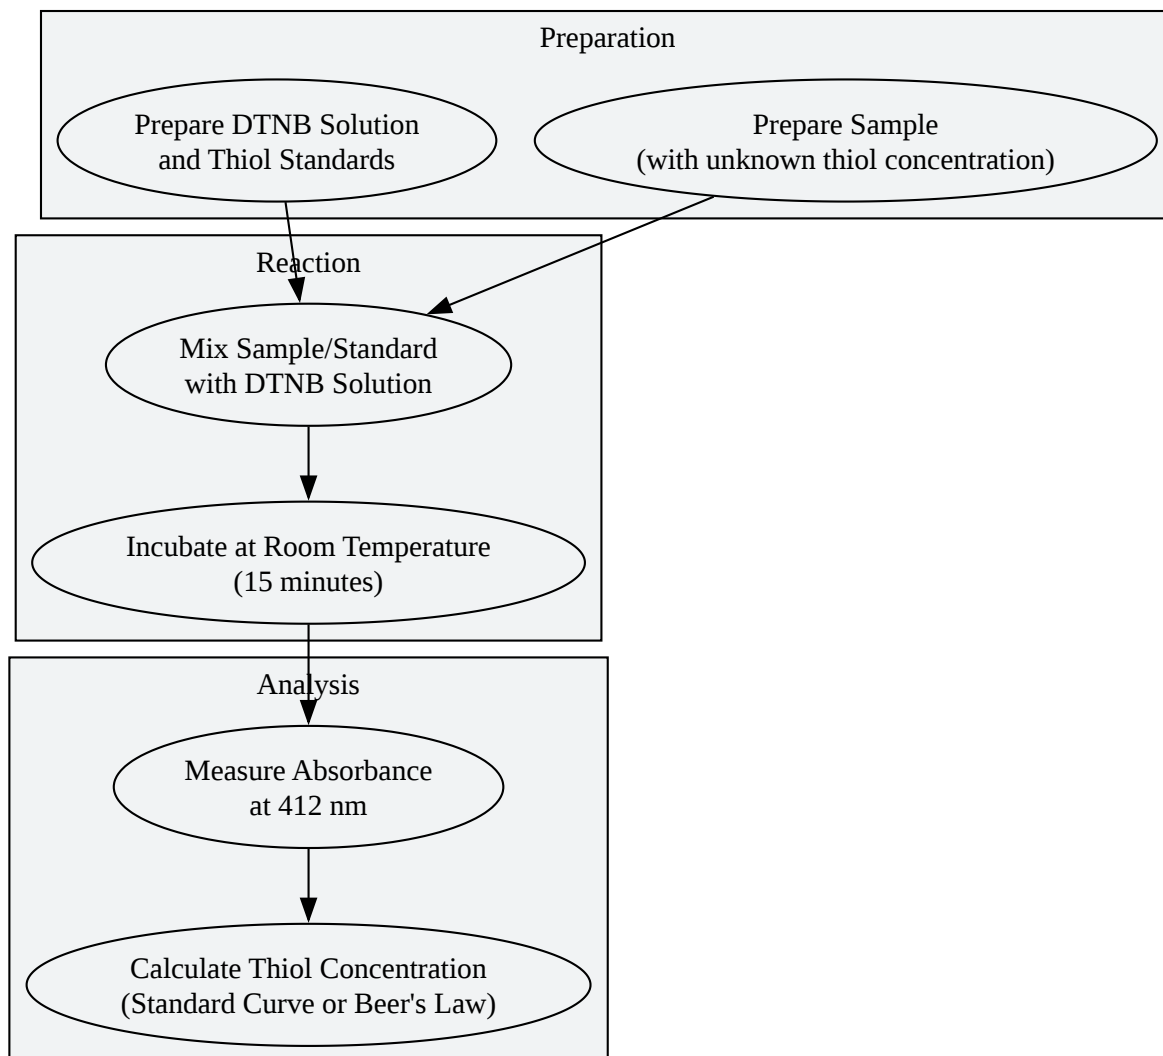 Preparation
Prepare DTNB Solution
and Thiol Standards
Prepare Sample
(with unknown thiol concentration)
Reaction
Mix Sample/Standard
with DTNB Solution
Incubate at Room Temperature
(15 minutes)
Analysis
Measure Absorbance
at 412 nm
Calculate Thiol Concentration
(Standard Curve or Beer's Law)